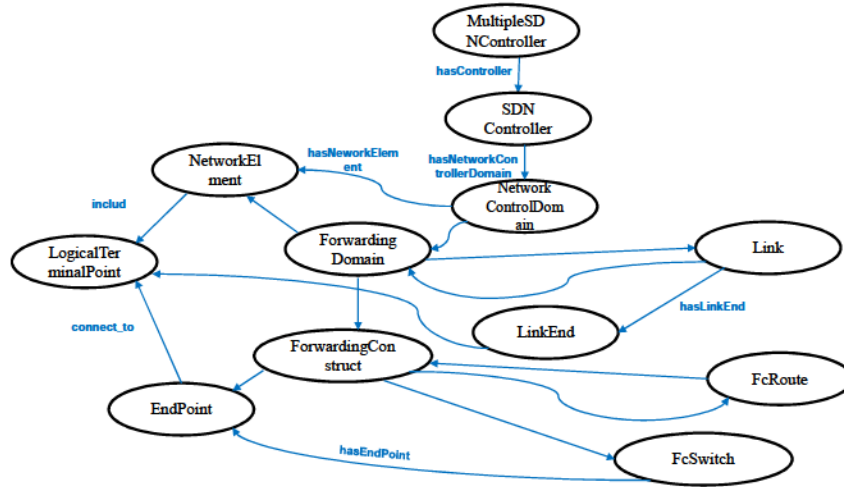 MultipleSD
NController
hasController
SDN
Controller
hasNeworkElem
ent
hasNetworkCon
trollerDomain
NetworkEl
ment
Network
ControlDom
ain
includ
Forwarding
Domain
Link
LogicalTer
minalPoint
hasLinkEnd
connect_to
LinkEnd
ForwardingCon
struct
FcRoute
EndPoint
hasEndPoint
FcSwitch